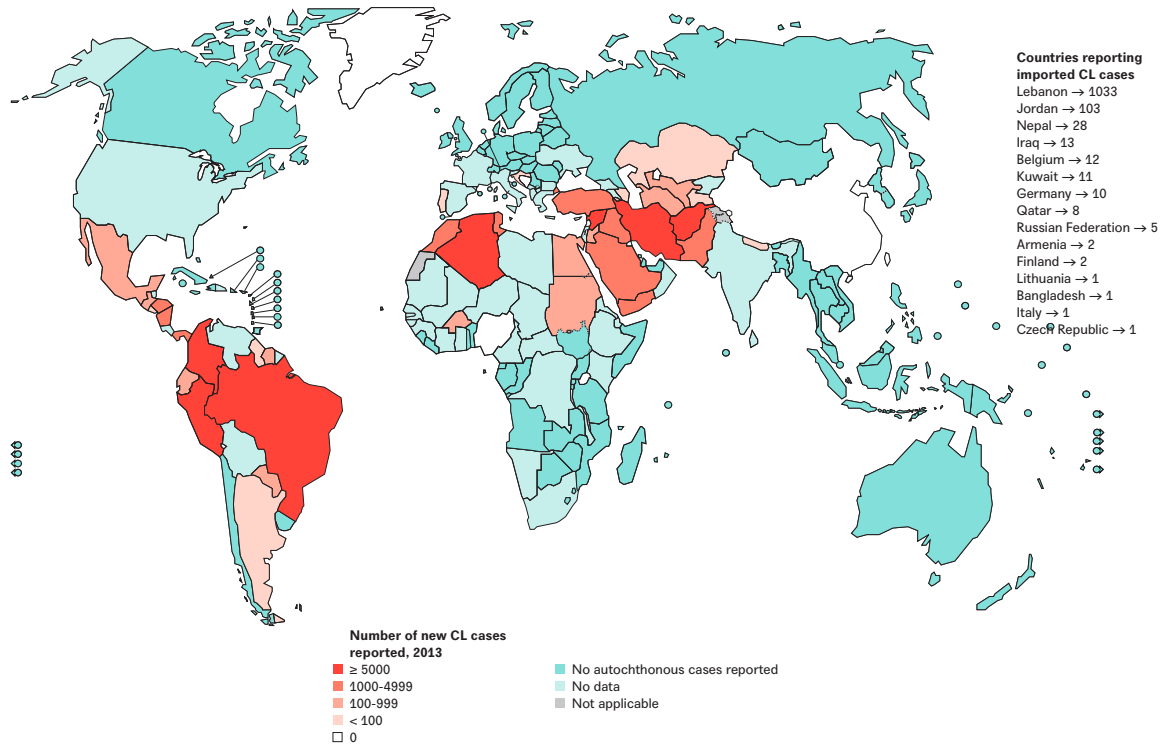 Countries reporting
imported CL cases
Lebanon → 1033
Jordan → 103
Nepal → 28
Iraq → 13
Belgium → 12
Kuwait → 11
Germany → 10
Qatar → 8
Russian Federation → 5
Armenia → 2
Finland → 2
Lithuania → 1
Bangladesh → 1
Italy → 1
Czech Republic → 1
Number of new CL cases
reported, 2013
≥ 5000
1000-4999
100-999
< 100
0
No autochthonous cases reported
No data
Not applicable